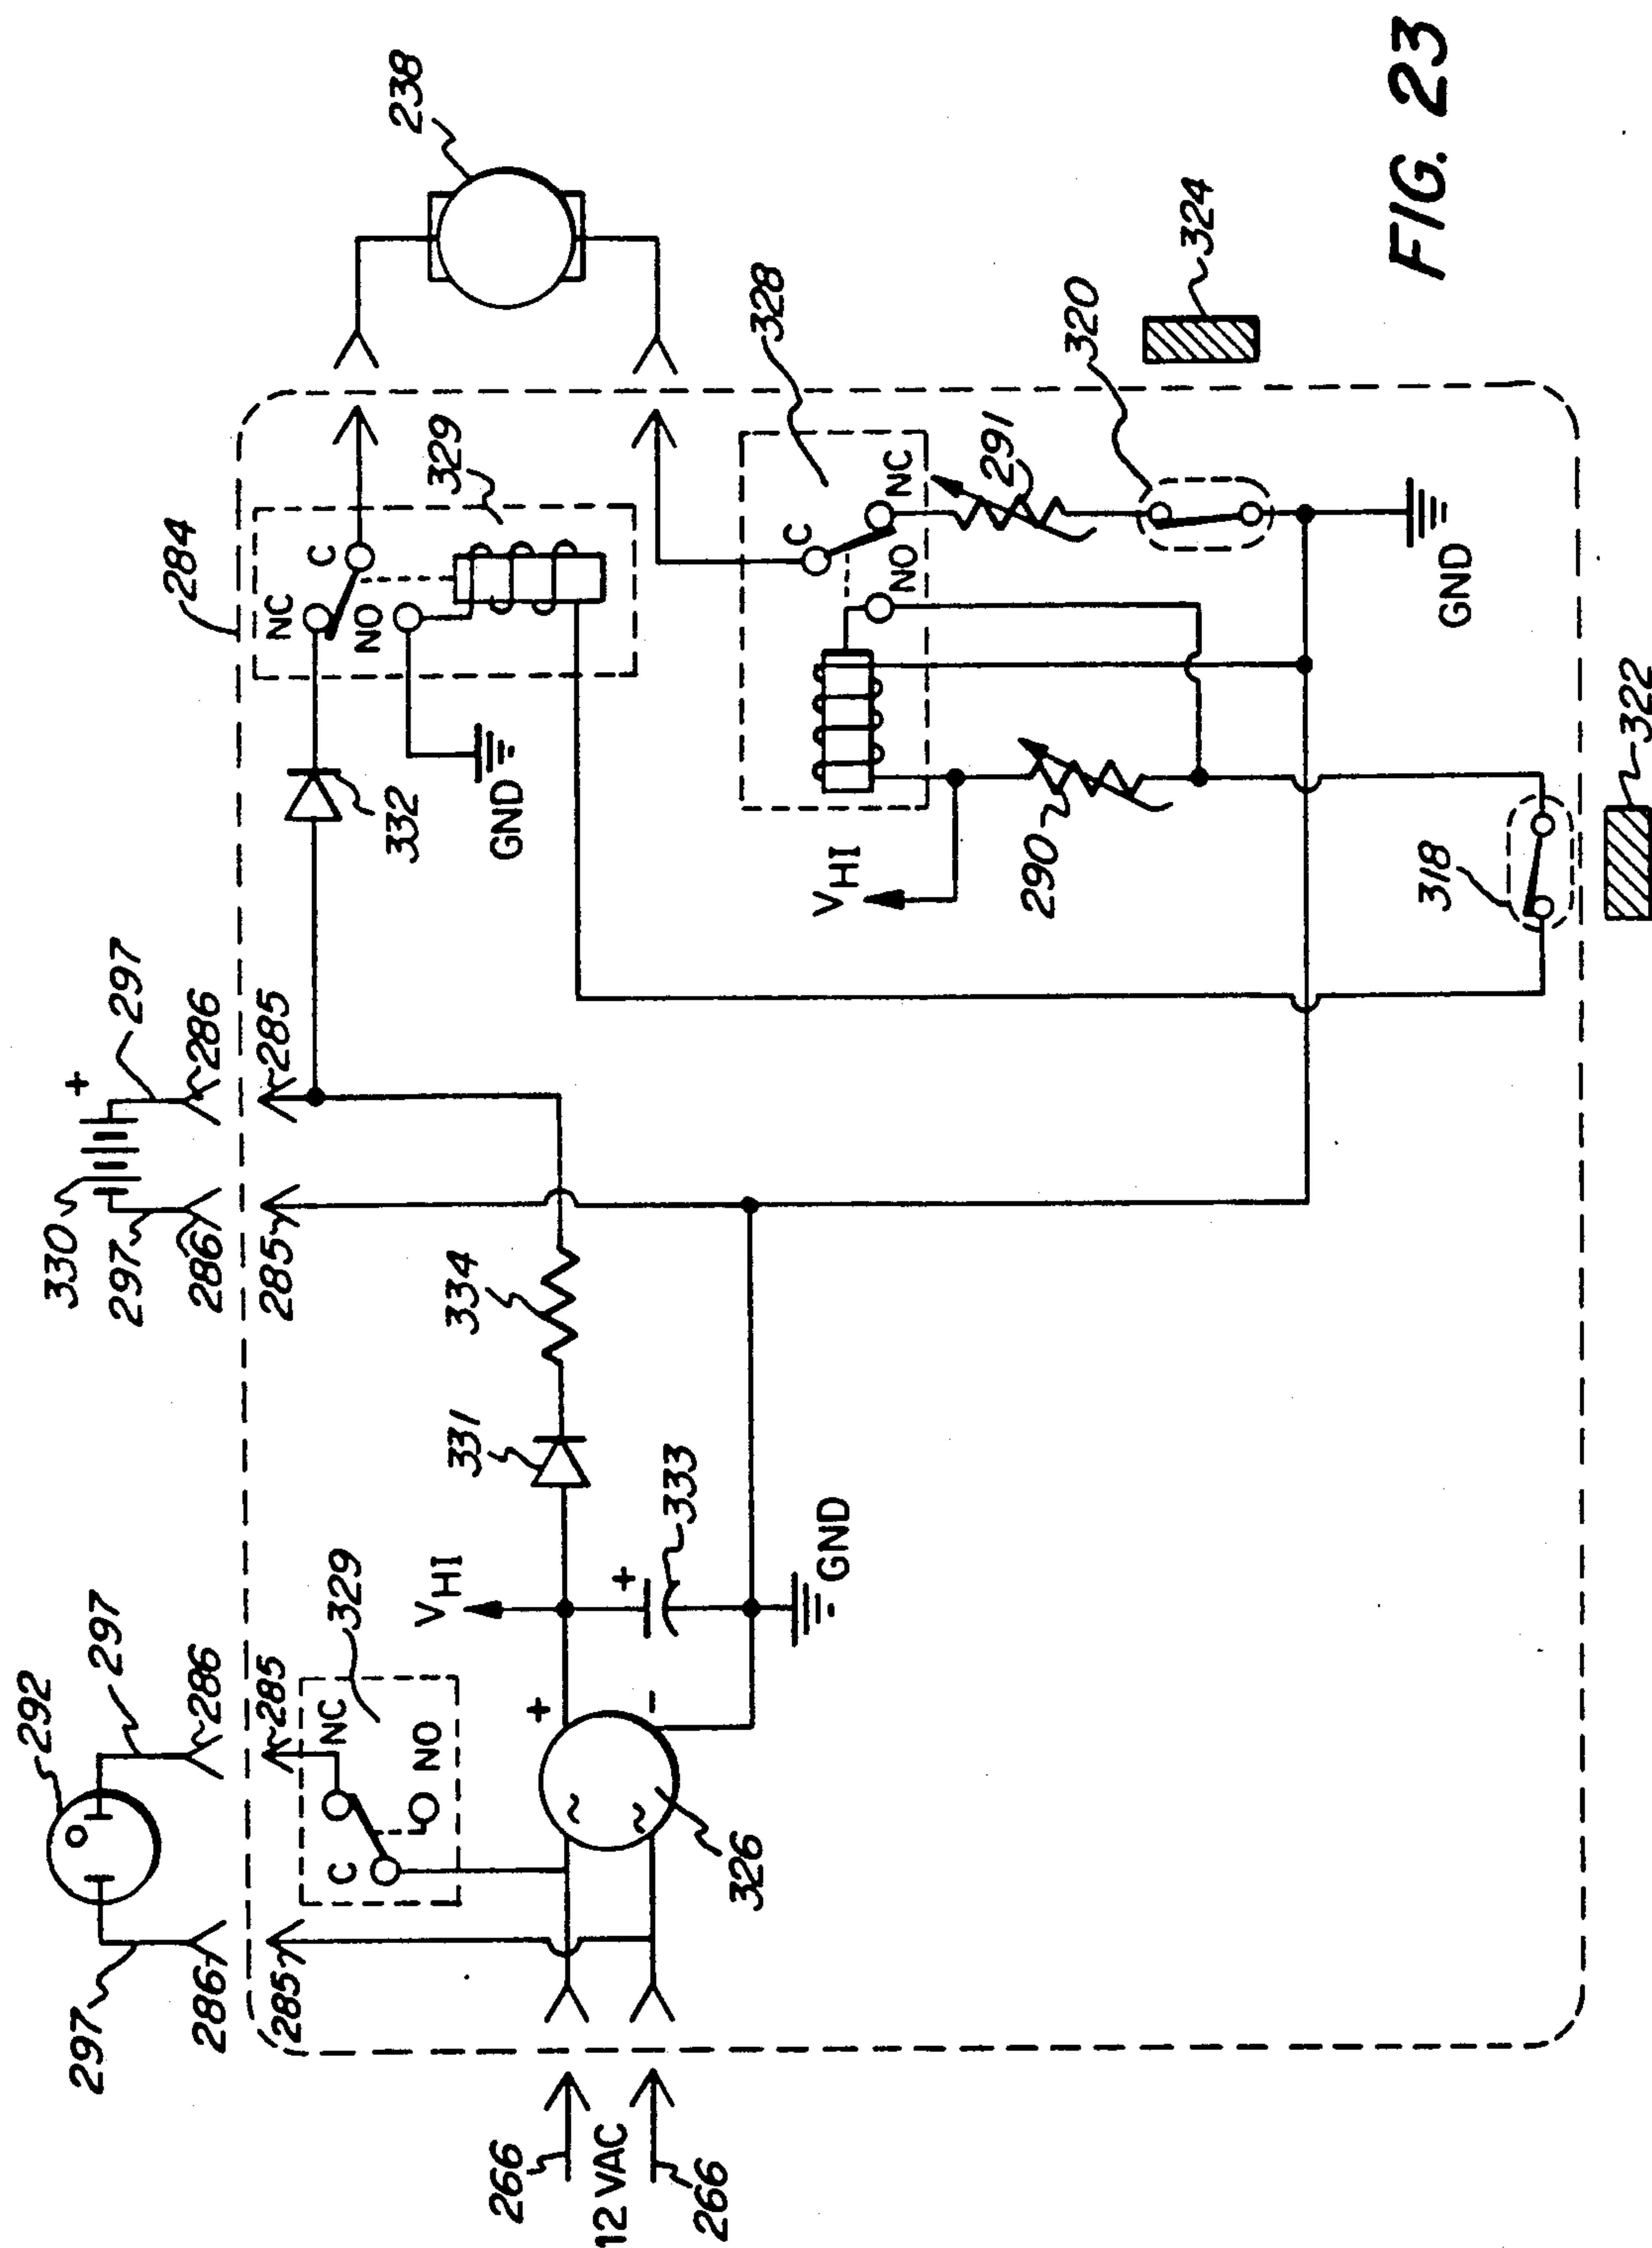 292
330
+
297
297
297
297
286
286
286
286
284
285
285
285
285
NC
C
NO
329
NC
C
NO
329
238
332
GND
VHI
331
334
+
-
~
~
326
+
333
GND
266
12 VAC
266
328
C
NC
NO
VHI
290
291
320
324
GND
318
322
FIG. 23